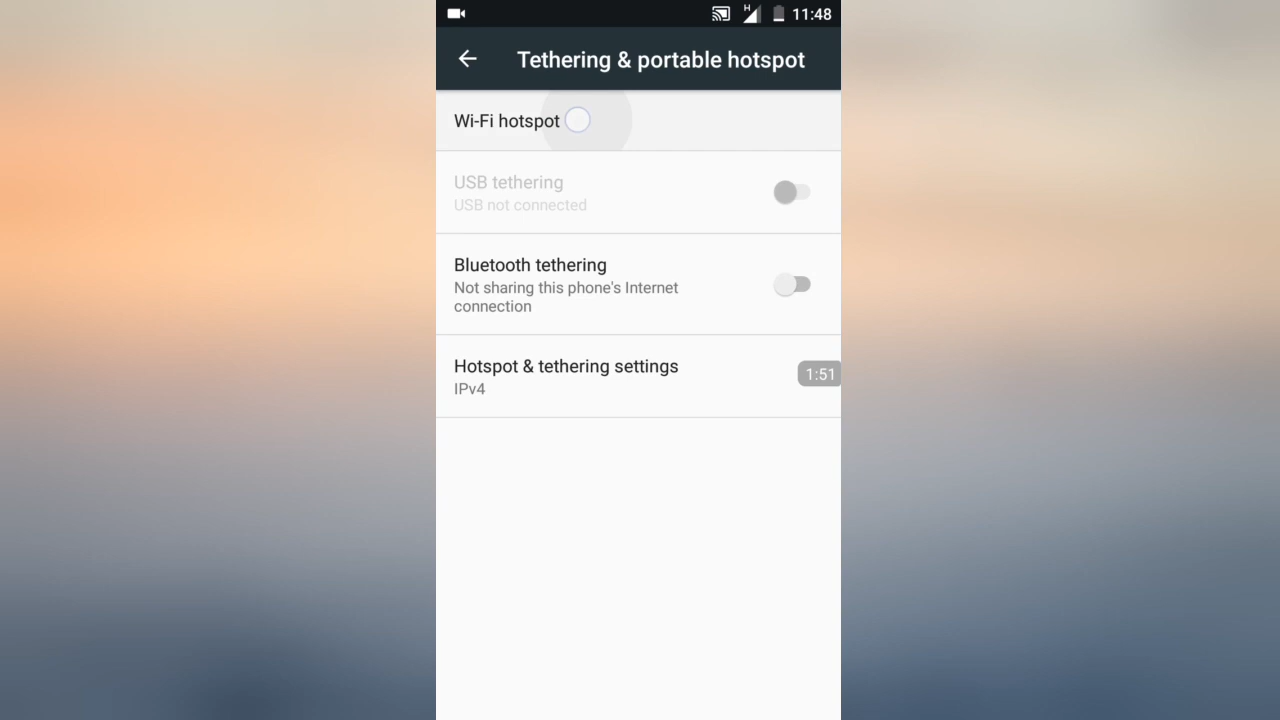 H
11:48
Tethering & portable hotspot
Wi-Fi hotspot
USB tethering
USB not connected
Bluetooth tethering
Not sharing this phone's Internet
connection
Hotspot & tethering settings
1:51
IPv4